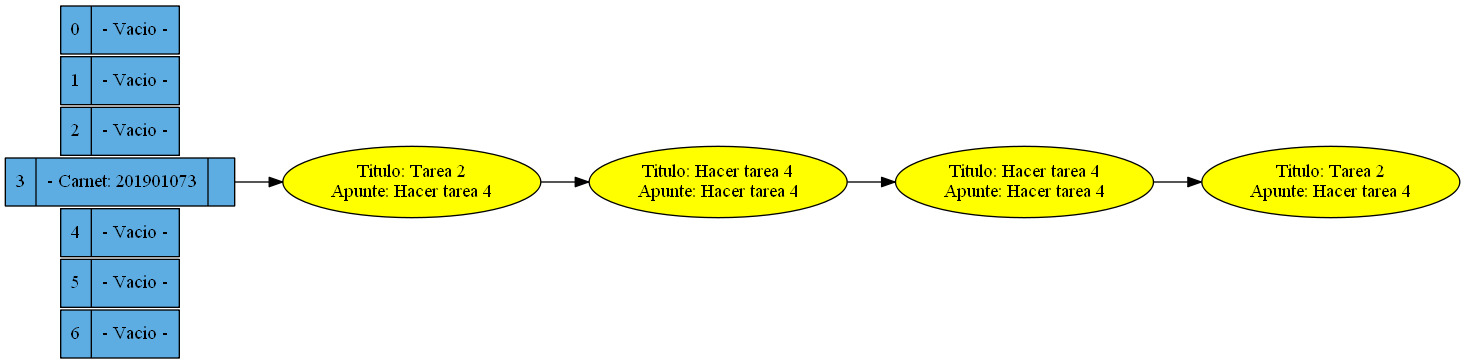 0 - Vacio -
1 - Vacio -
2 - Vacio -
3 - Carnet: 201901073
Titulo: Tarea 2
Apunte: Hacer tarea 4
Titulo: Hacer tarea 4
Apunte: Hacer tarea 4
Titulo: Hacer tarea 4
Apunte: Hacer tarea 4
Titulo: Tarea 2
Apunte: Hacer tarea 4
4 - Vacio -
5 - Vacio -
6 - Vacio -